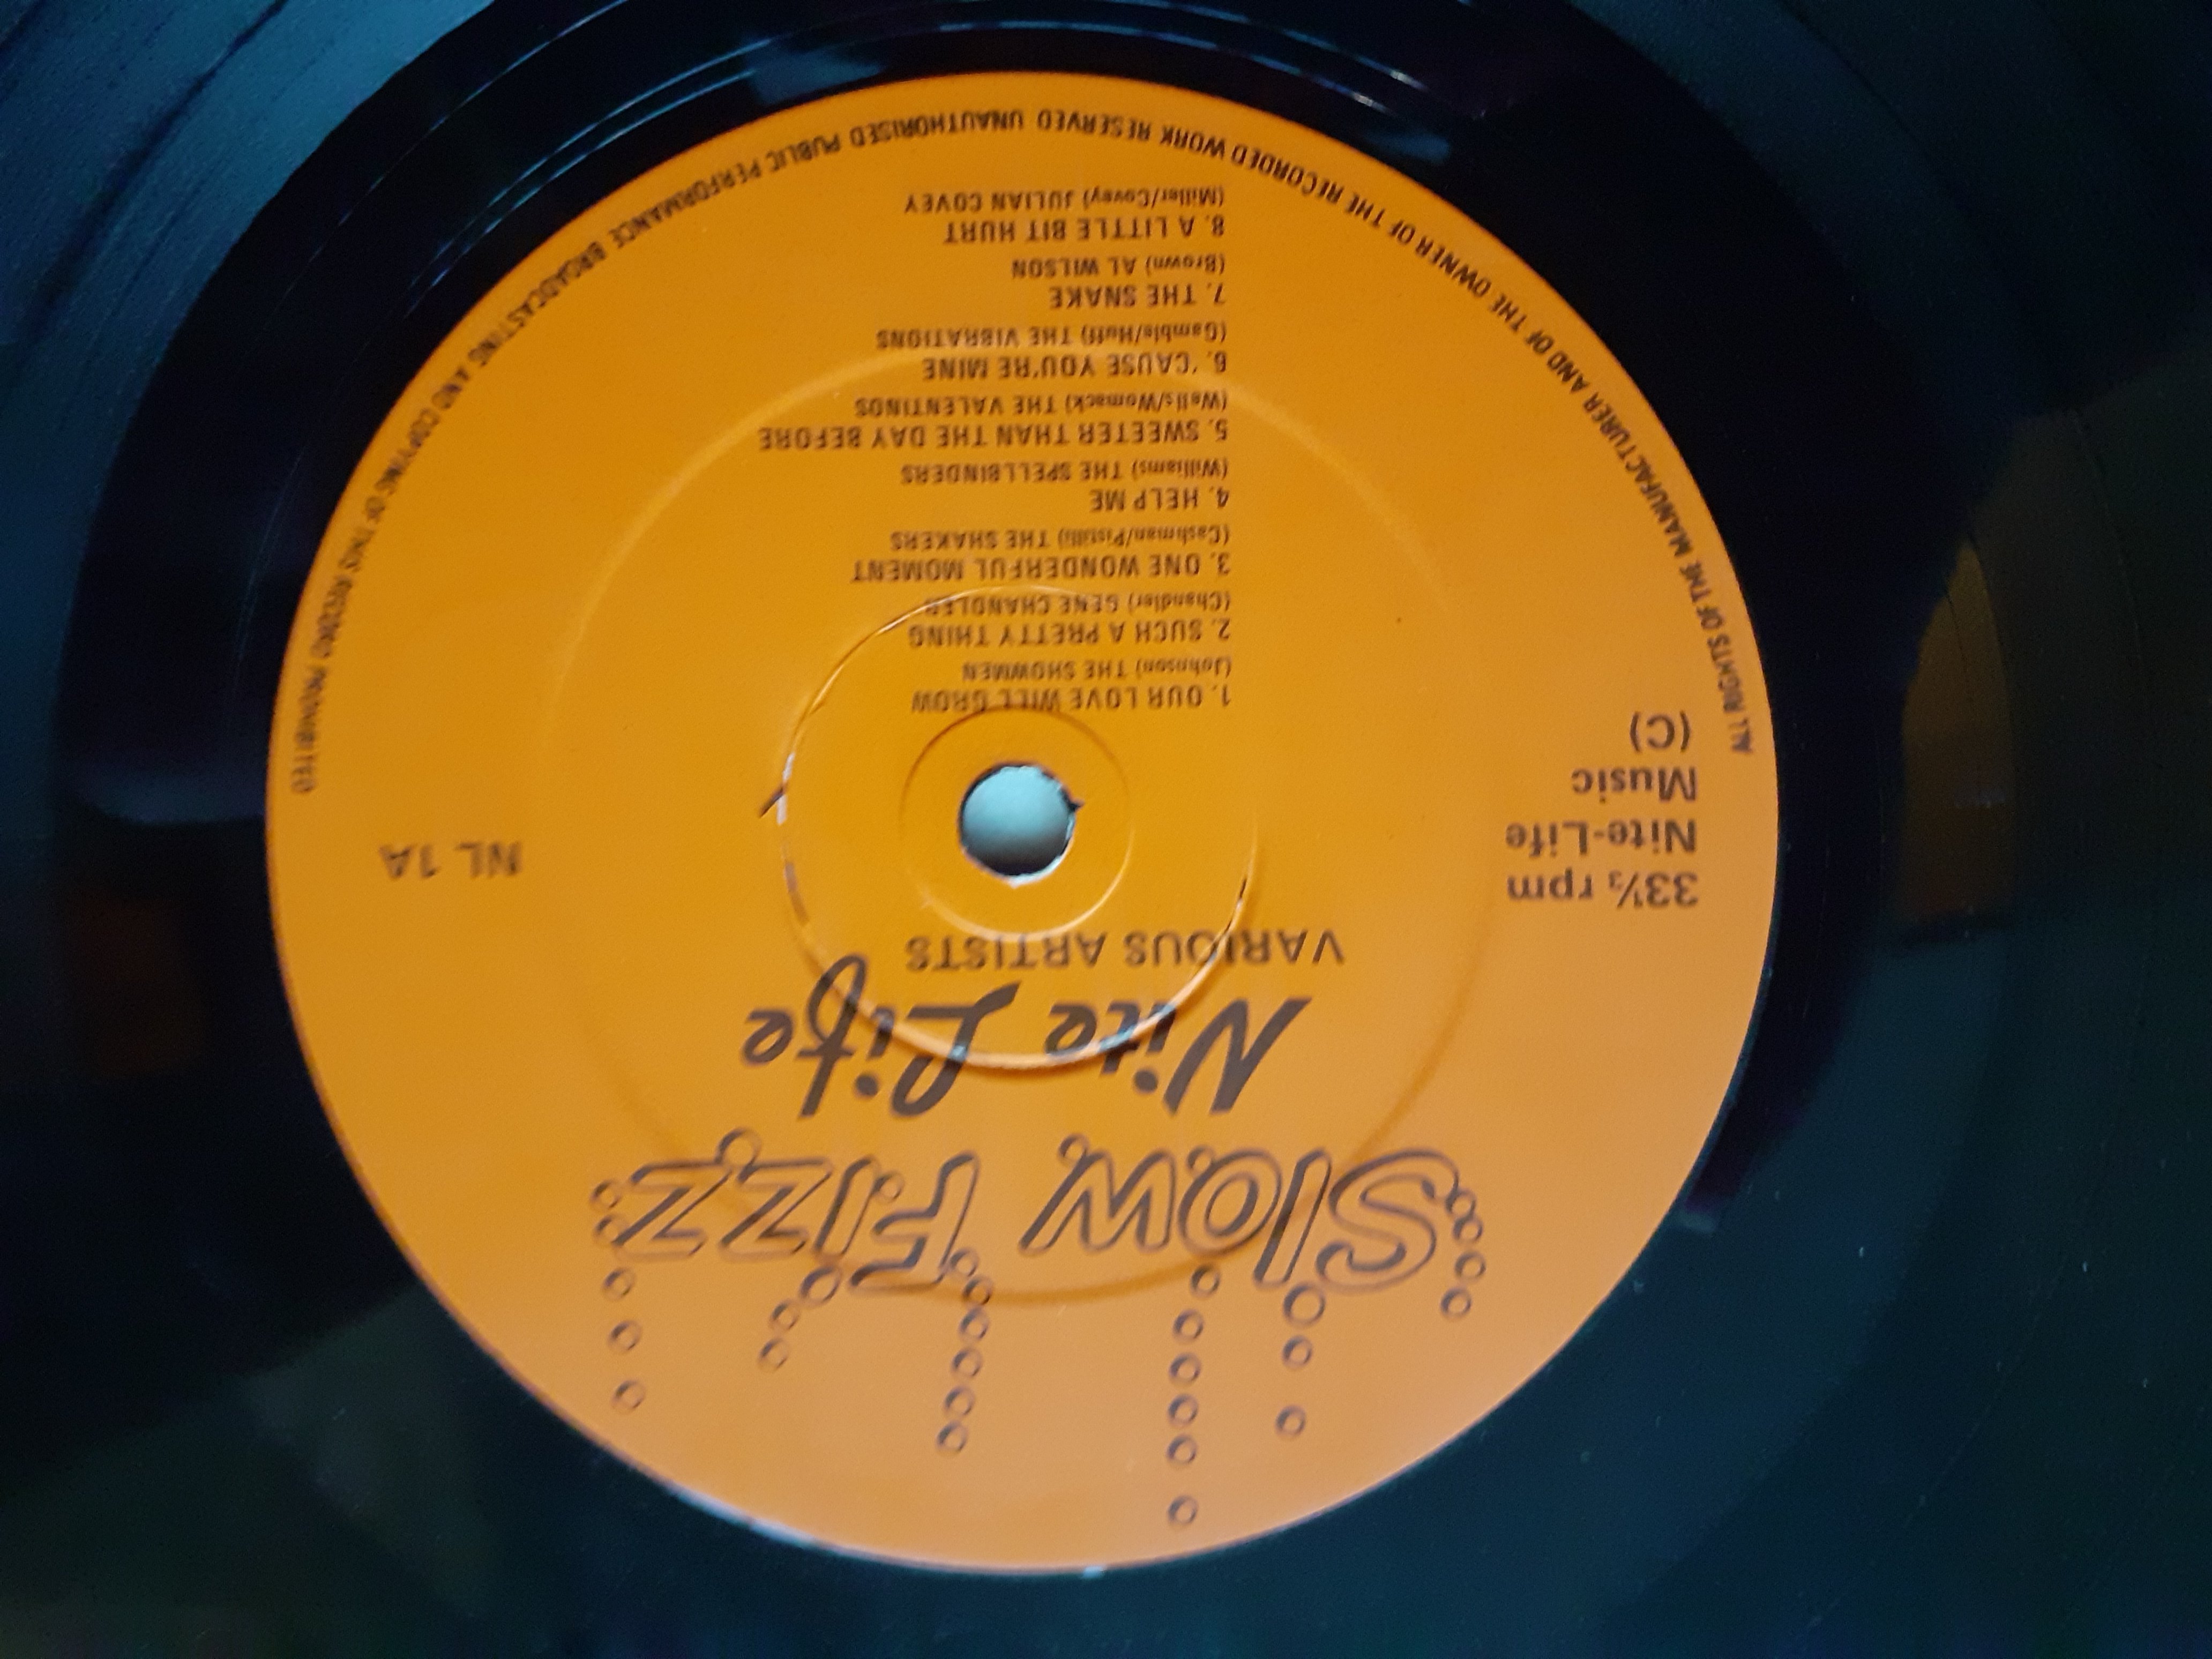 Slow Fizz
Nite Life
VARIOUS ARTISTS
33⅓ rpm
Nite-Life
Music
(C)
NL 1A
1. OUR LOVE WILL GROW
(Johnson) THE SHOWMEN
2. SUCH A PRETTY THING
(Chandler) GENE CHANDLER
3. ONE WONDERFUL MOMENT
(Cashman/Pistilli) THE SHAKERS
4. HELP ME
(Williams) THE SPELLBINDERS
5. SWEETER THAN THE DAY BEFORE
(Wells/Womack) THE VALENTINOS
6. 'CAUSE YOU'RE MINE
(Gamble/Huff) THE VIBRATIONS
7. THE SNAKE
(Brown) AL WILSON
8. A LITTLE BIT HURT
(Miller/Covey) JULIAN COVEY
ALL RIGHTS OF THE MANUFACTURER AND OF THE OWNER OF THE RECORDED WORK RESERVED UNAUTHORISED PUBLIC PERFORMANCE BROADCASTING AND COPYING OF THIS RECORD PROHIBITED